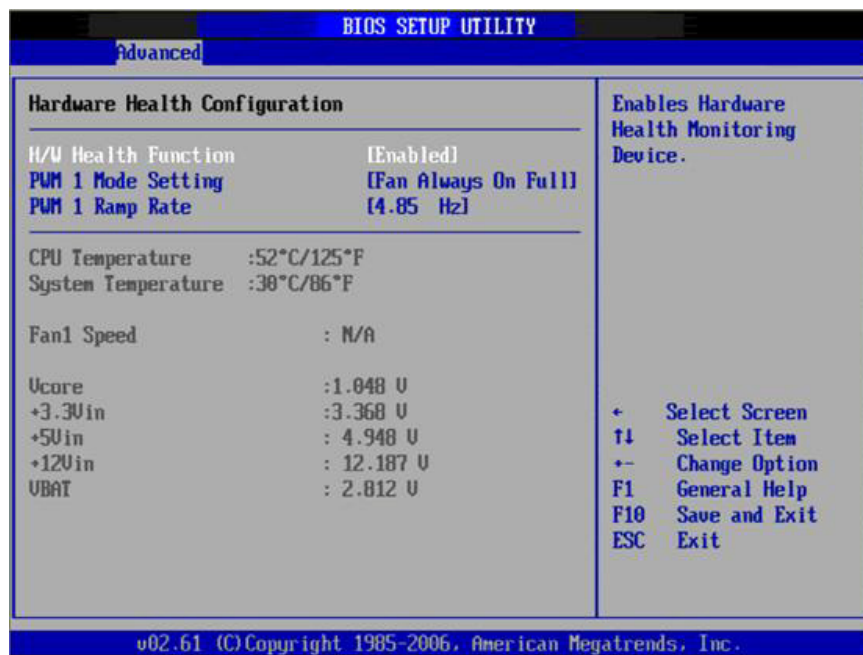 BIOS SETUP UTILITY
Advanced
Hardware Health Configuration
H/W Health Function [Enabled]
PWM 1 Mode Setting [Fan Always On Full]
PWM 1 Ramp Rate [4.85 Hz]
CPU Temperature :52°C/125°F
System Temperature :30°C/86°F
Fan1 Speed : N/A
Vcore :1.048 V
+3.3Vin :3.368 V
+5Vin : 4.948 V
+12Vin : 12.187 V
VBAT : 2.812 V
Enables Hardware
Health Monitoring
Device.
← Select Screen
↑↓ Select Item
+- Change Option
F1 General Help
F10 Save and Exit
ESC Exit
v02.61 (C)Copyright 1985-2006, American Megatrends, Inc.